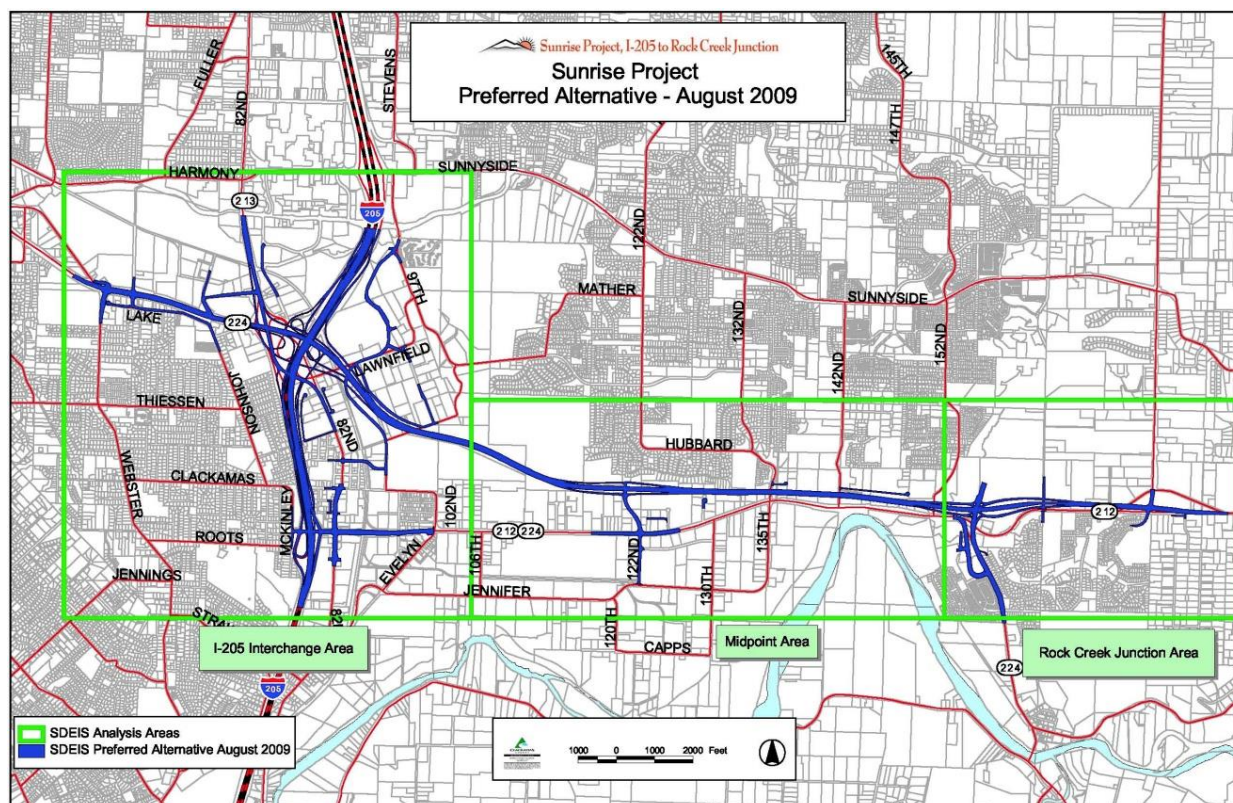 Sunrise Project, I-205 to Rock Creek Junction
Sunrise Project
Preferred Alternative - August 2009
FULLER
82ND
STEVENS
145TH
147TH
HARMONY
SUNNYSIDE
213
205
122ND
97TH
MATHER
SUNNYSIDE
LAKE
224
132ND
142ND
152ND
LAWNFIELD
JOHNSON
THIESSEN
82ND
HUBBARD
WEBSTER
CLACKAMAS
MCKINLEY
102ND
212
212 224
135TH
ROOTS
EVELYN
106TH
122ND
130TH
JENNINGS
JENNIFER
120TH
CAPPS
I-205 Interchange Area
Midpoint Area
Rock Creek Junction Area
224
205
SDEIS Analysis Areas
SDEIS Preferred Alternative August 2009
CLACKAMAS
1000 0 1000 2000 Feet